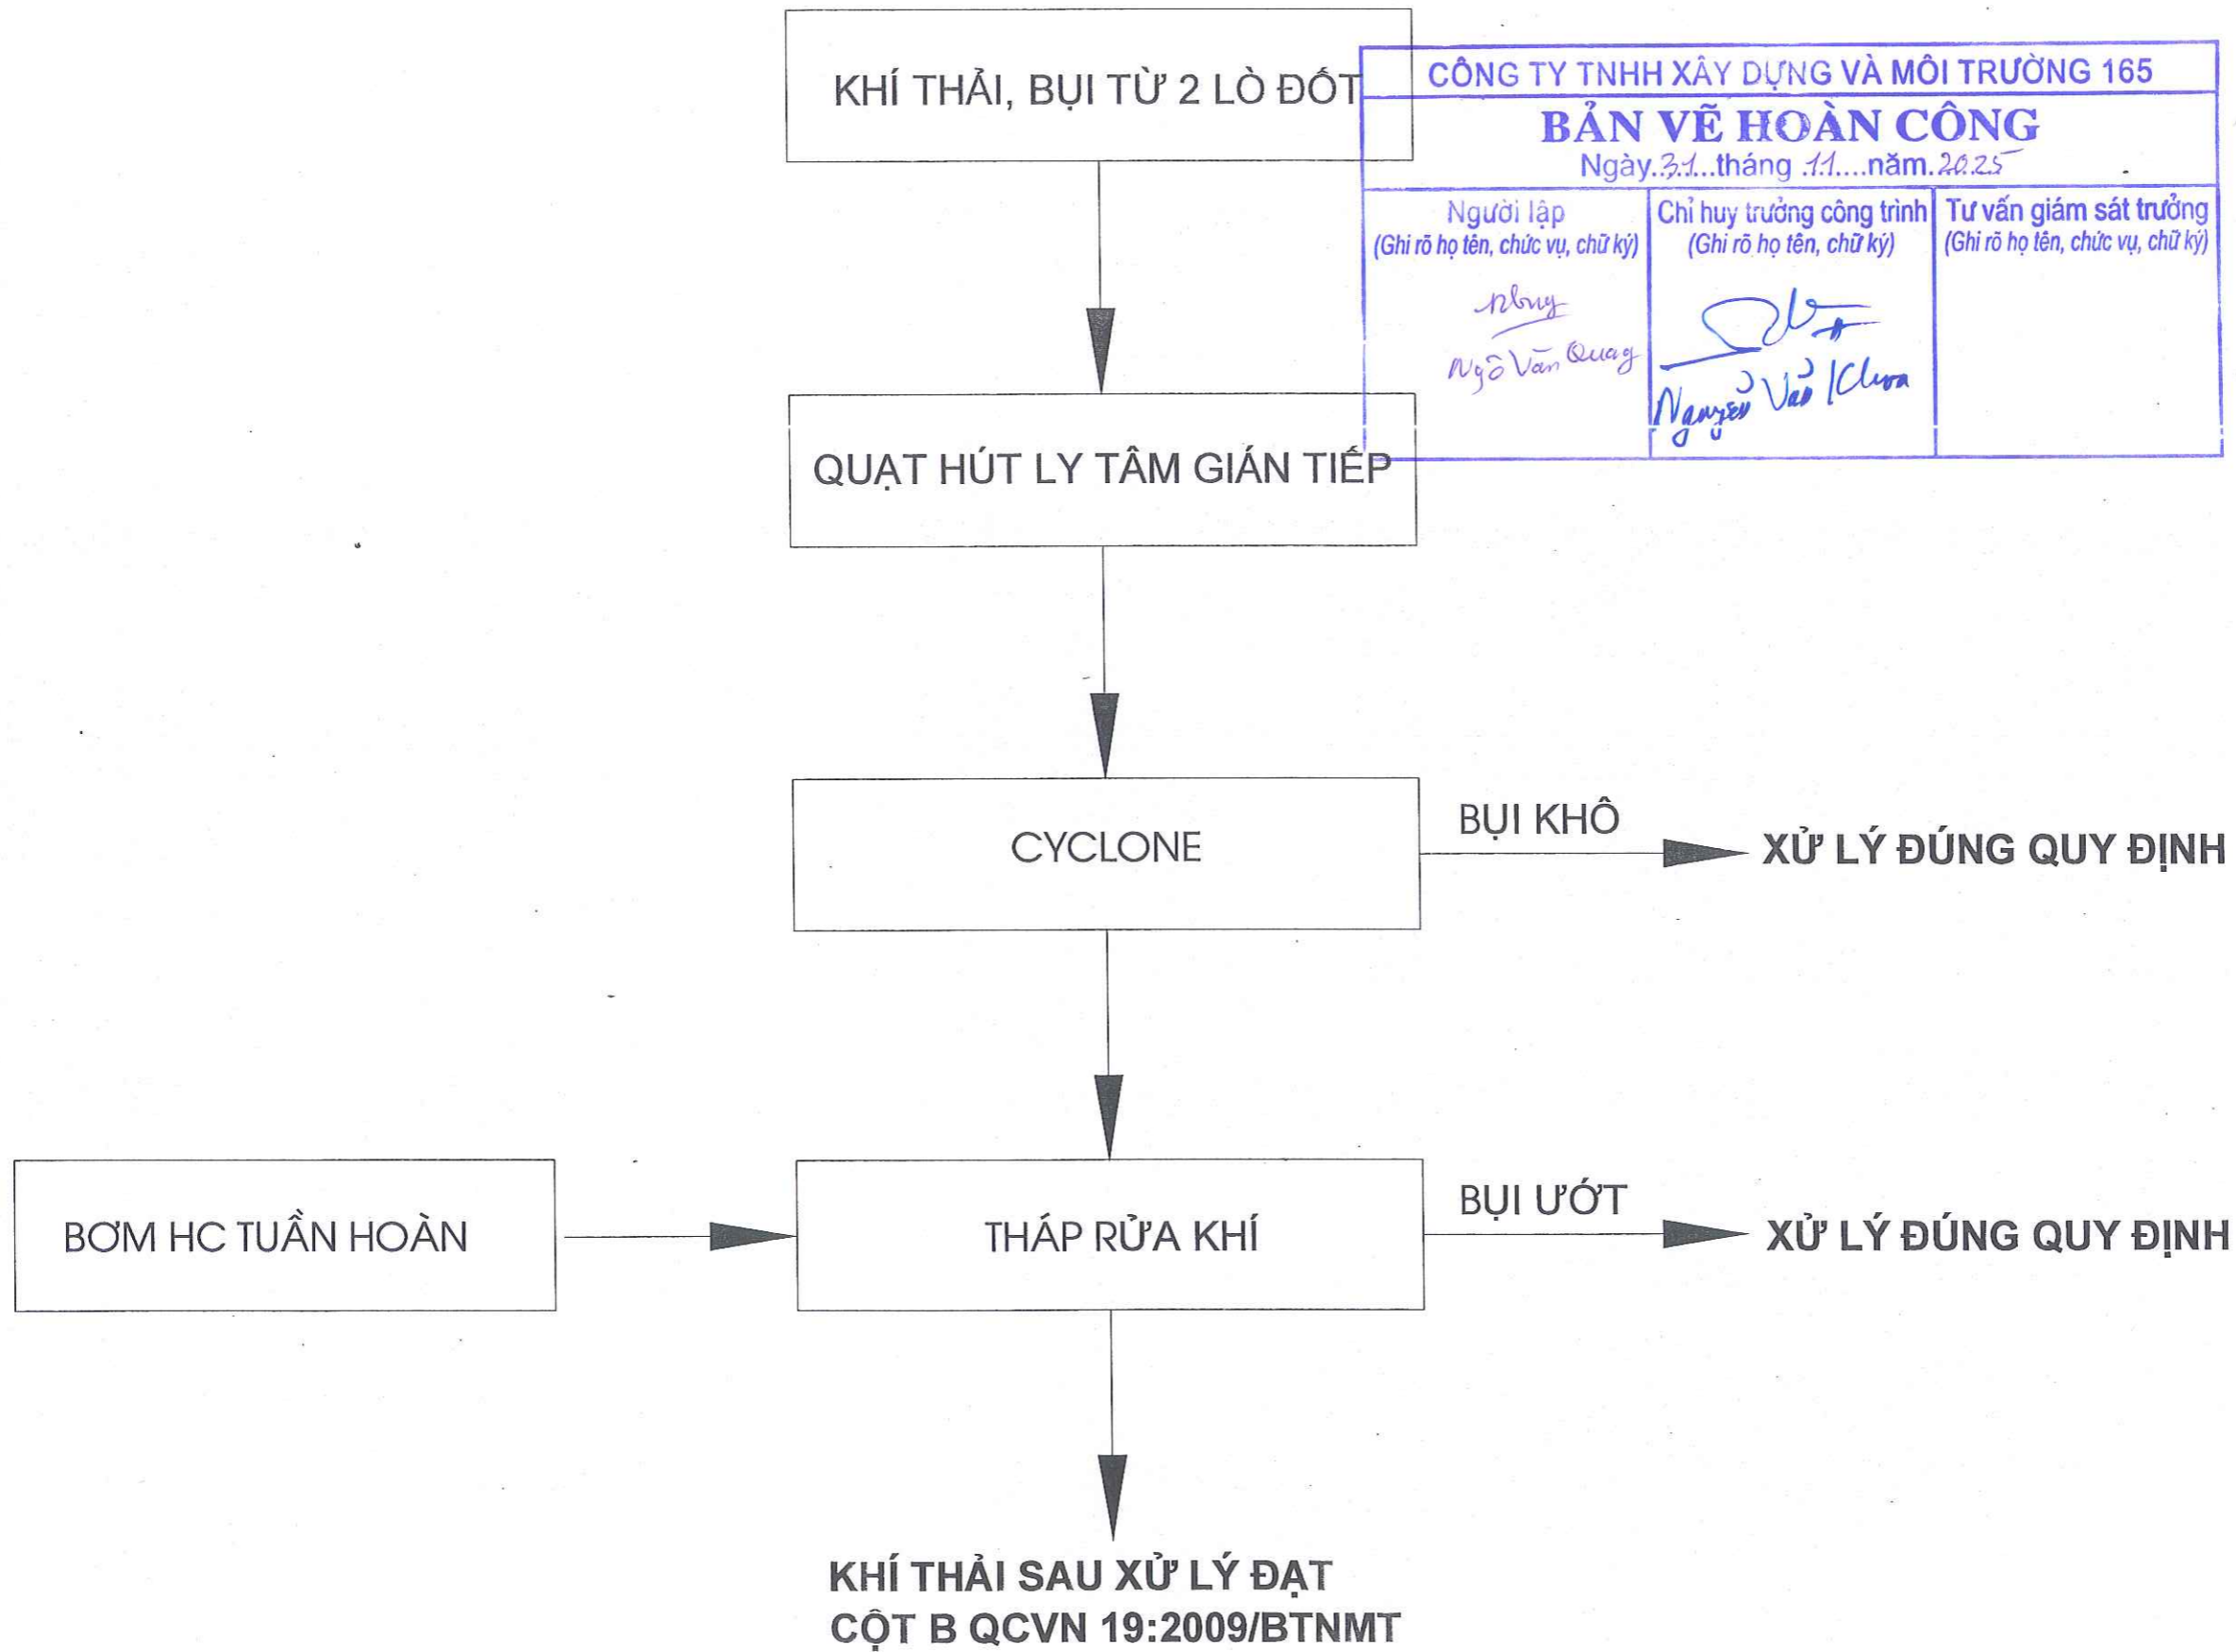 KHÍ THẢI, BỤI TỪ 2 LÒ ĐỐT
CÔNG TY TNHH XÂY DỰNG VÀ MÔI TRƯỜNG 165
BẢN VẼ HOÀN CÔNG
Ngày..31...tháng .11....năm.2025
Người lập
(Ghi rõ họ tên, chức vụ, chữ ký)
Ngô Văn Quag
Chỉ huy trưởng công trình
(Ghi rõ họ tên, chữ ký)
Nguyễn Văn Khoa
Tư vấn giám sát trưởng
(Ghi rõ họ tên, chức vụ, chữ ký)
QUẠT HÚT LY TÂM GIÁN TIẾP
CYCLONE
BỤI KHÔ
XỬ LÝ ĐÚNG QUY ĐỊNH
BƠM HC TUẦN HOÀN
THÁP RỬA KHÍ
BỤI ƯỚT
XỬ LÝ ĐÚNG QUY ĐỊNH
KHÍ THẢI SAU XỬ LÝ ĐẠT
CỘT B QCVN 19:2009/BTNMT